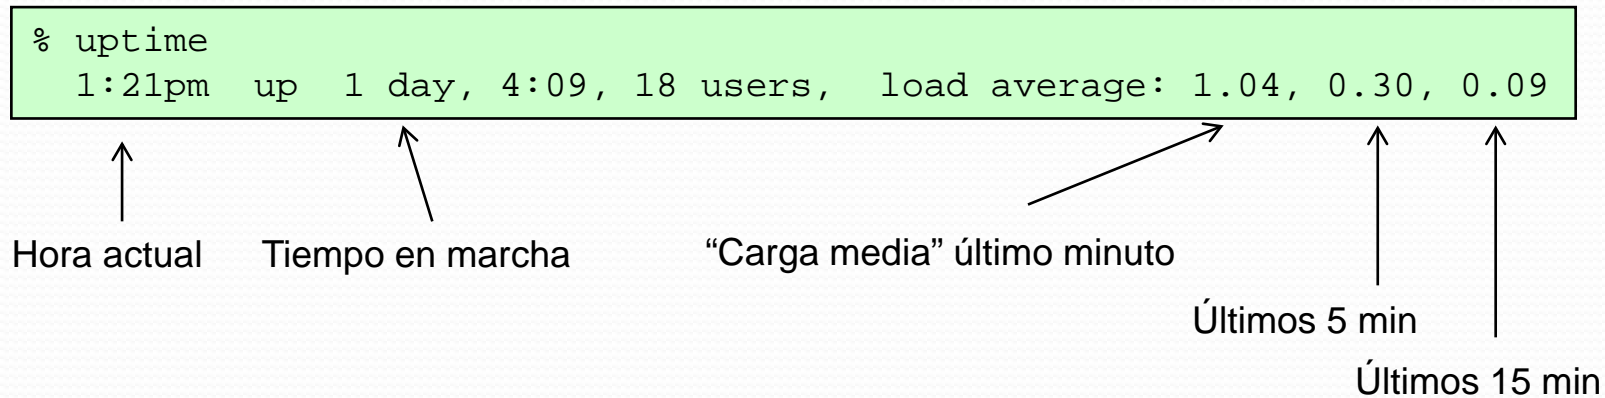 % uptime
1:21pm up 1 day, 4:09, 18 users, load average: 1.04, 0.30, 0.09
Hora actual
Tiempo en marcha
“Carga media” último minuto
Últimos 5 min
Últimos 15 min